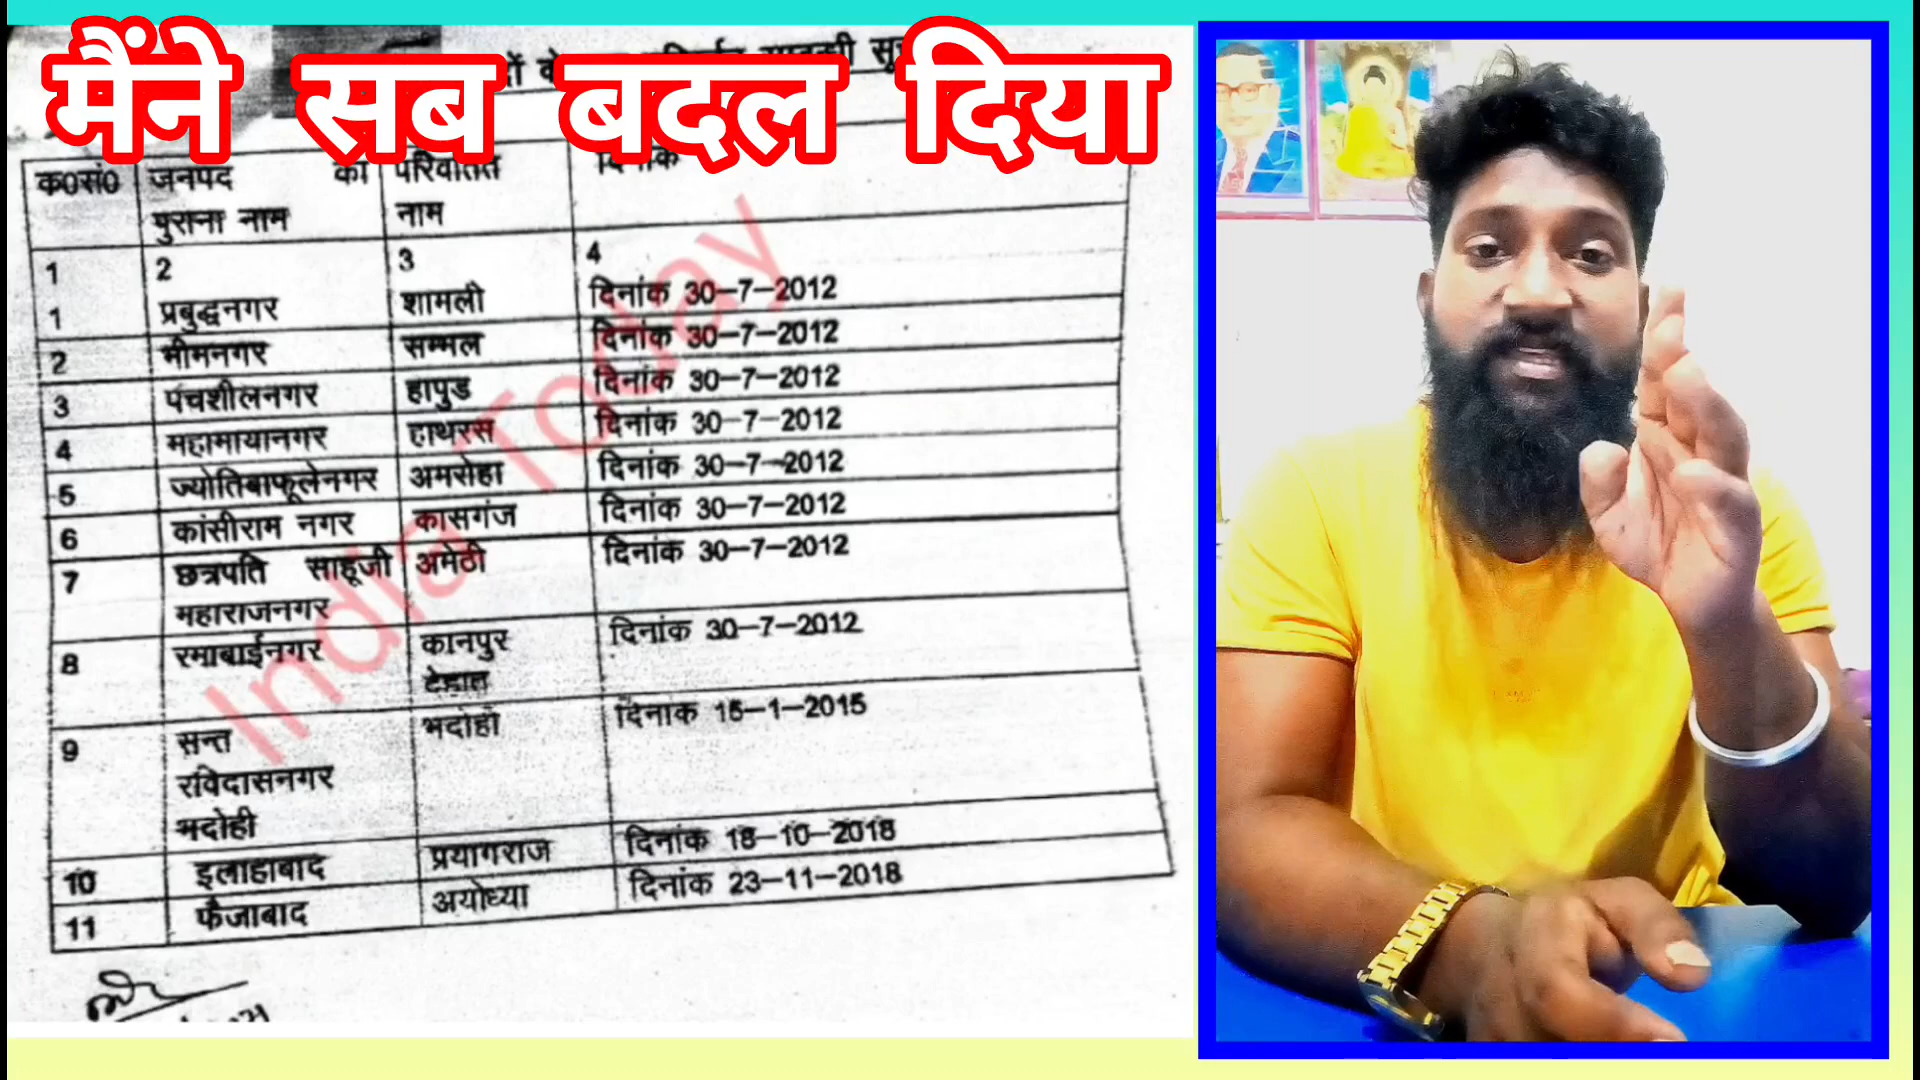 मैंने सब बदल दिया
क0सं0 जनपद का पुराना नाम परिवर्तित नाम दिनांक
1 2 3 4
1 प्रबुद्धनगर शामली दिनांक 30-7-2012
2 भीमनगर सम्भल दिनांक 30-7-2012
3 पंचशीलनगर हापुड दिनांक 30-7-2012
4 महामायानगर हाथरस दिनांक 30-7-2012
5 ज्योतिबाफूलेनगर अमरोहा दिनांक 30-7-2012
6 कांसीराम नगर कासगंज दिनांक 30-7-2012
7 छत्रपति साहूजी महाराजनगर अमेठी दिनांक 30-7-2012
8 रमाबाईनगर कानपुर देहात दिनांक 30-7-2012
9 सन्त रविदासनगर भदोही भदोही दिनांक 15-1-2015
10 इलाहाबाद प्रयागराज दिनांक 18-10-2018
11 फैजाबाद अयोध्या दिनांक 23-11-2018
India Today